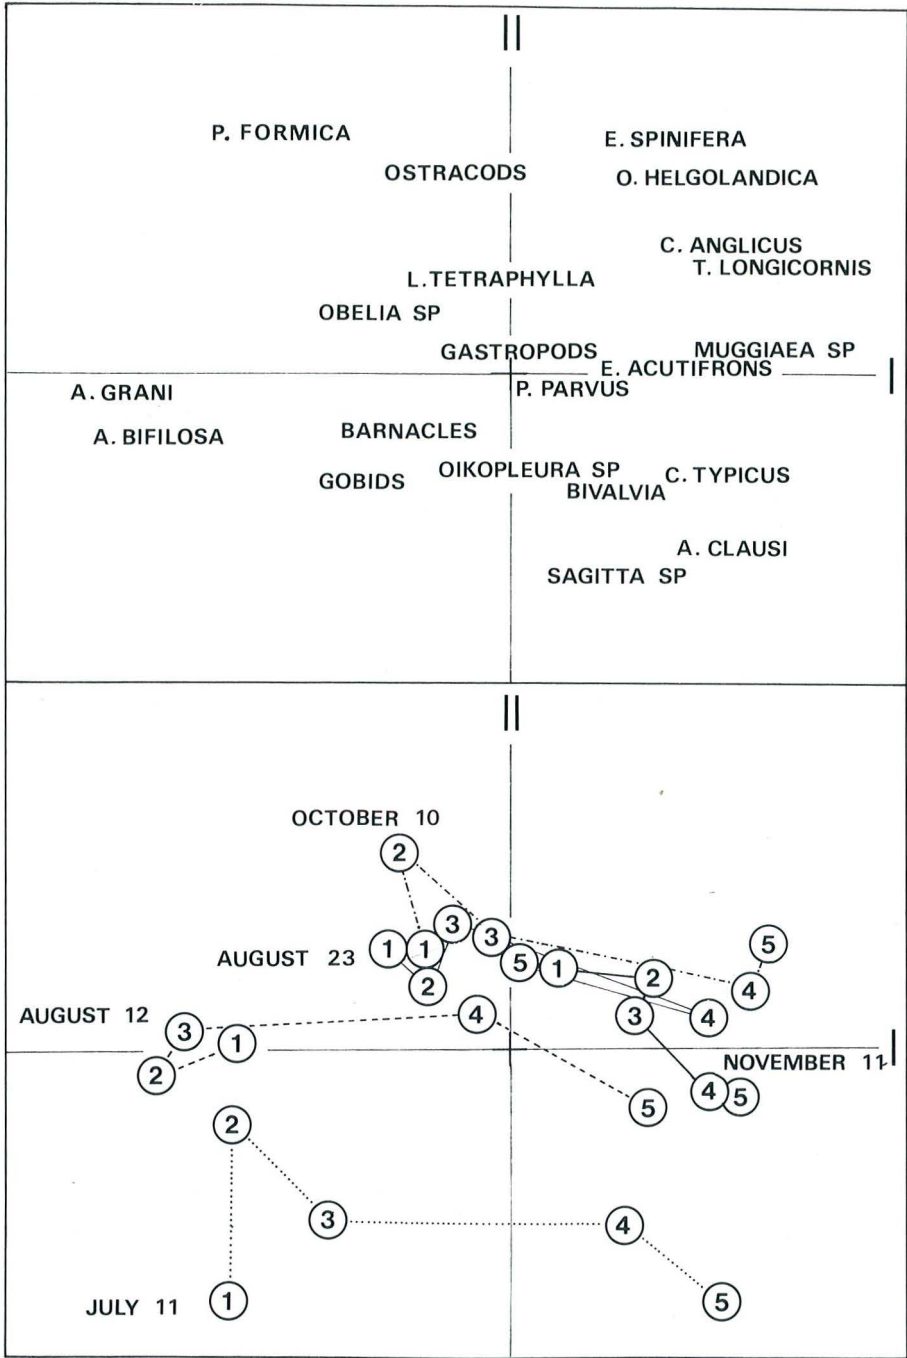 II
P. FORMICA
E. SPINIFERA
OSTRACODS
O. HELGOLANDICA
C. ANGLICUS
T. LONGICORNIS
L. TETRAPHYLLA
OBELIA SP
GASTROPODS
MUGGIAEA SP
E. ACUTIFRONS
I
P. PARVUS
A. GRANI
A. BIFILOSA
BARNACLES
OIKOPLEURA SP
C. TYPICUS
GOBIDS
BIVALVIA
A. CLAUSI
SAGITTA SP
II
OCTOBER 10
2
3
3
1
1
5
AUGUST 23
5
1
2
2
4
AUGUST 12
4
3
4
3
1
I
NOVEMBER 11
2
4
5
5
2
3
4
JULY 11
1
5